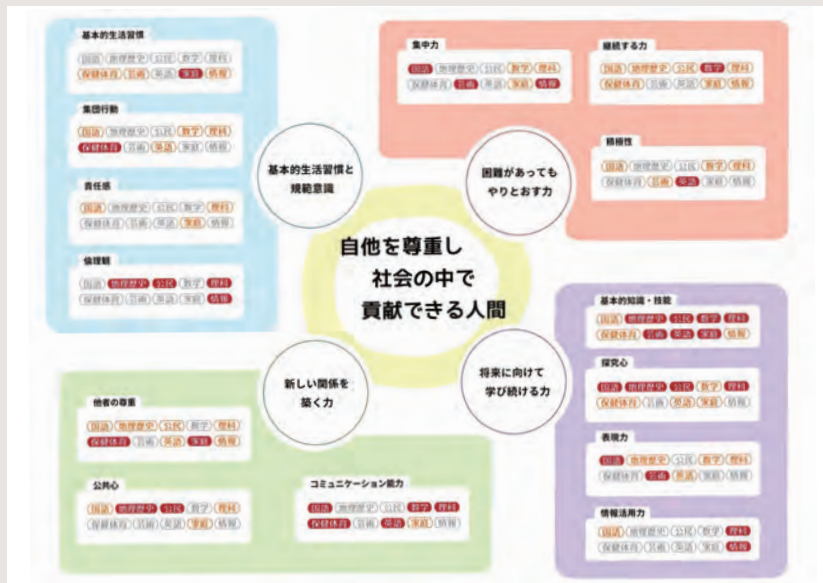 基本的生活習慣
国語 地理歴史 公民 数学 理科
保健体育 芸術 英語 家庭 情報
集団行動
国語 地理歴史 公民 数学 理科
保健体育 芸術 英語 家庭 情報
責任感
国語 地理歴史 公民 数学 理科
保健体育 芸術 英語 家庭 情報
倫理観
国語 地理歴史 公民 数学 理科
保健体育 芸術 英語 家庭 情報
基本的生活習慣と
規範意識
集中力
国語 地理歴史 公民 数学 理科
保健体育 芸術 英語 家庭 情報
継続する力
国語 地理歴史 公民 数学 理科
保健体育 芸術 英語 家庭 情報
積極性
国語 地理歴史 公民 数学 理科
保健体育 芸術 英語 家庭 情報
困難があっても
やりとおす力
自他を尊重し
社会の中で
貢献できる人間
新しい関係を
築く力
他者の尊重
国語 地理歴史 公民 数学 理科
保健体育 芸術 英語 家庭 情報
公共心
国語 地理歴史 公民 数学 理科
保健体育 芸術 英語 家庭 情報
コミュニケーション能力
国語 地理歴史 公民 数学 理科
保健体育 芸術 英語 家庭 情報
将来に向けて
学び続ける力
基本的知識・技能
国語 地理歴史 公民 数学 理科
保健体育 芸術 英語 家庭 情報
探究心
国語 地理歴史 公民 数学 理科
保健体育 芸術 英語 家庭 情報
表現力
国語 地理歴史 公民 数学 理科
保健体育 芸術 英語 家庭 情報
情報活用力
国語 地理歴史 公民 数学 理科
保健体育 芸術 英語 家庭 情報